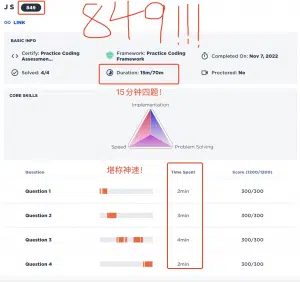 JS 849
849!!!
LINK
BASIC INFO
Certify: Practice Coding Assessmen...
Framework: Practice Coding Framework
Completed On: Nov 7, 2022
Solved: 4/4
Duration: 15m/70m
Proctored: No
CORE SKILLS
15分钟四题!
Implementation
Speed
Problem Solving
堪称神速!
Question
Time Spent
Score (1200/1200)
Question 1
2min
300/300
Question 2
3min
300/300
Question 3
4min
300/300
Question 4
2min
300/300